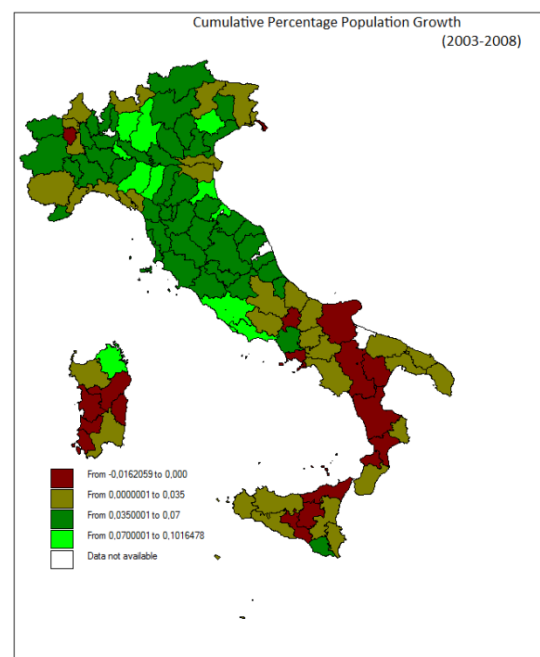 Cumulative Percentage Population Growth
(2003-2008)
From -0,0162059 to 0,000
From 0,0000001 to 0,035
From 0,0350001 to 0,07
From 0,0700001 to 0,1016478
Data not available